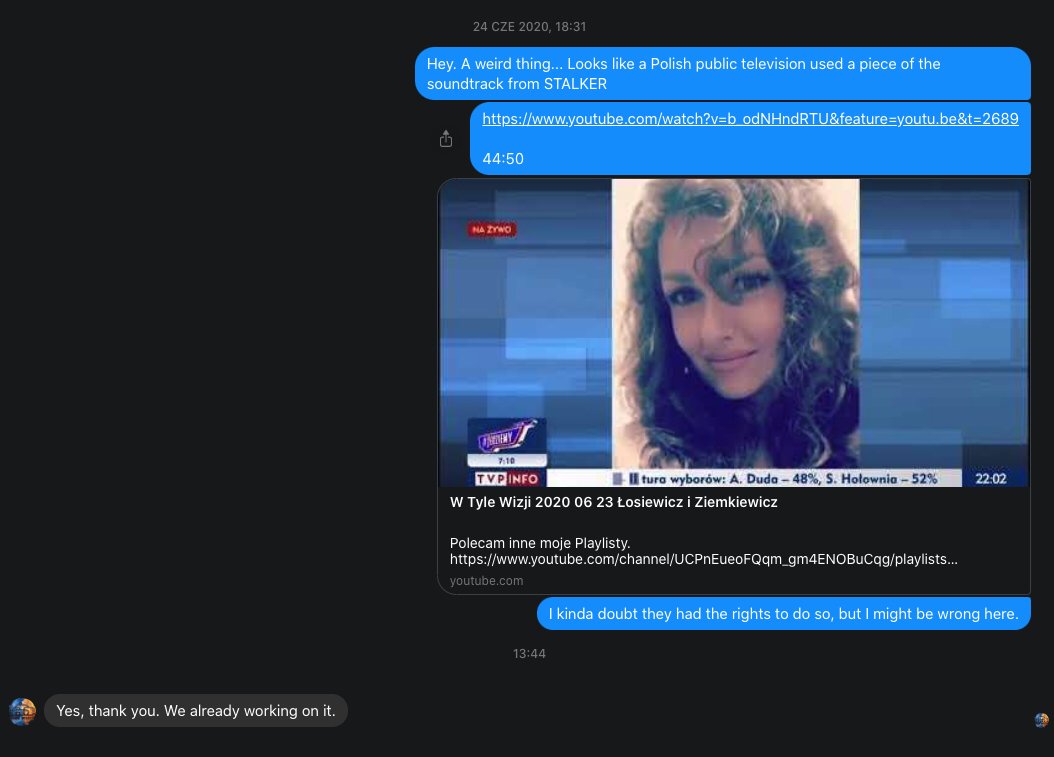 24 CZE 2020, 18:31
Hey. A weird thing... Looks like a Polish public television used a piece of the
soundtrack from STALKER
https://www.youtube.com/watch?v=b_odNHndRTU&feature=youtu.be&t=2689
44:50
NA ŻYWO
#JEDZIEMY
7:10
TVP INFO
II tura wyborów: A. Duda – 48%, S. Hołownia – 52%
22:02
W Tyle Wizji 2020 06 23 Łosiewicz i Ziemkiewicz
Polecam inne moje Playlisty.
https://www.youtube.com/channel/UCPnEueoFQqm_gm4ENOBuCqg/playlists...
youtube.com
I kinda doubt they had the rights to do so, but I might be wrong here.
13:44
Yes, thank you. We already working on it.